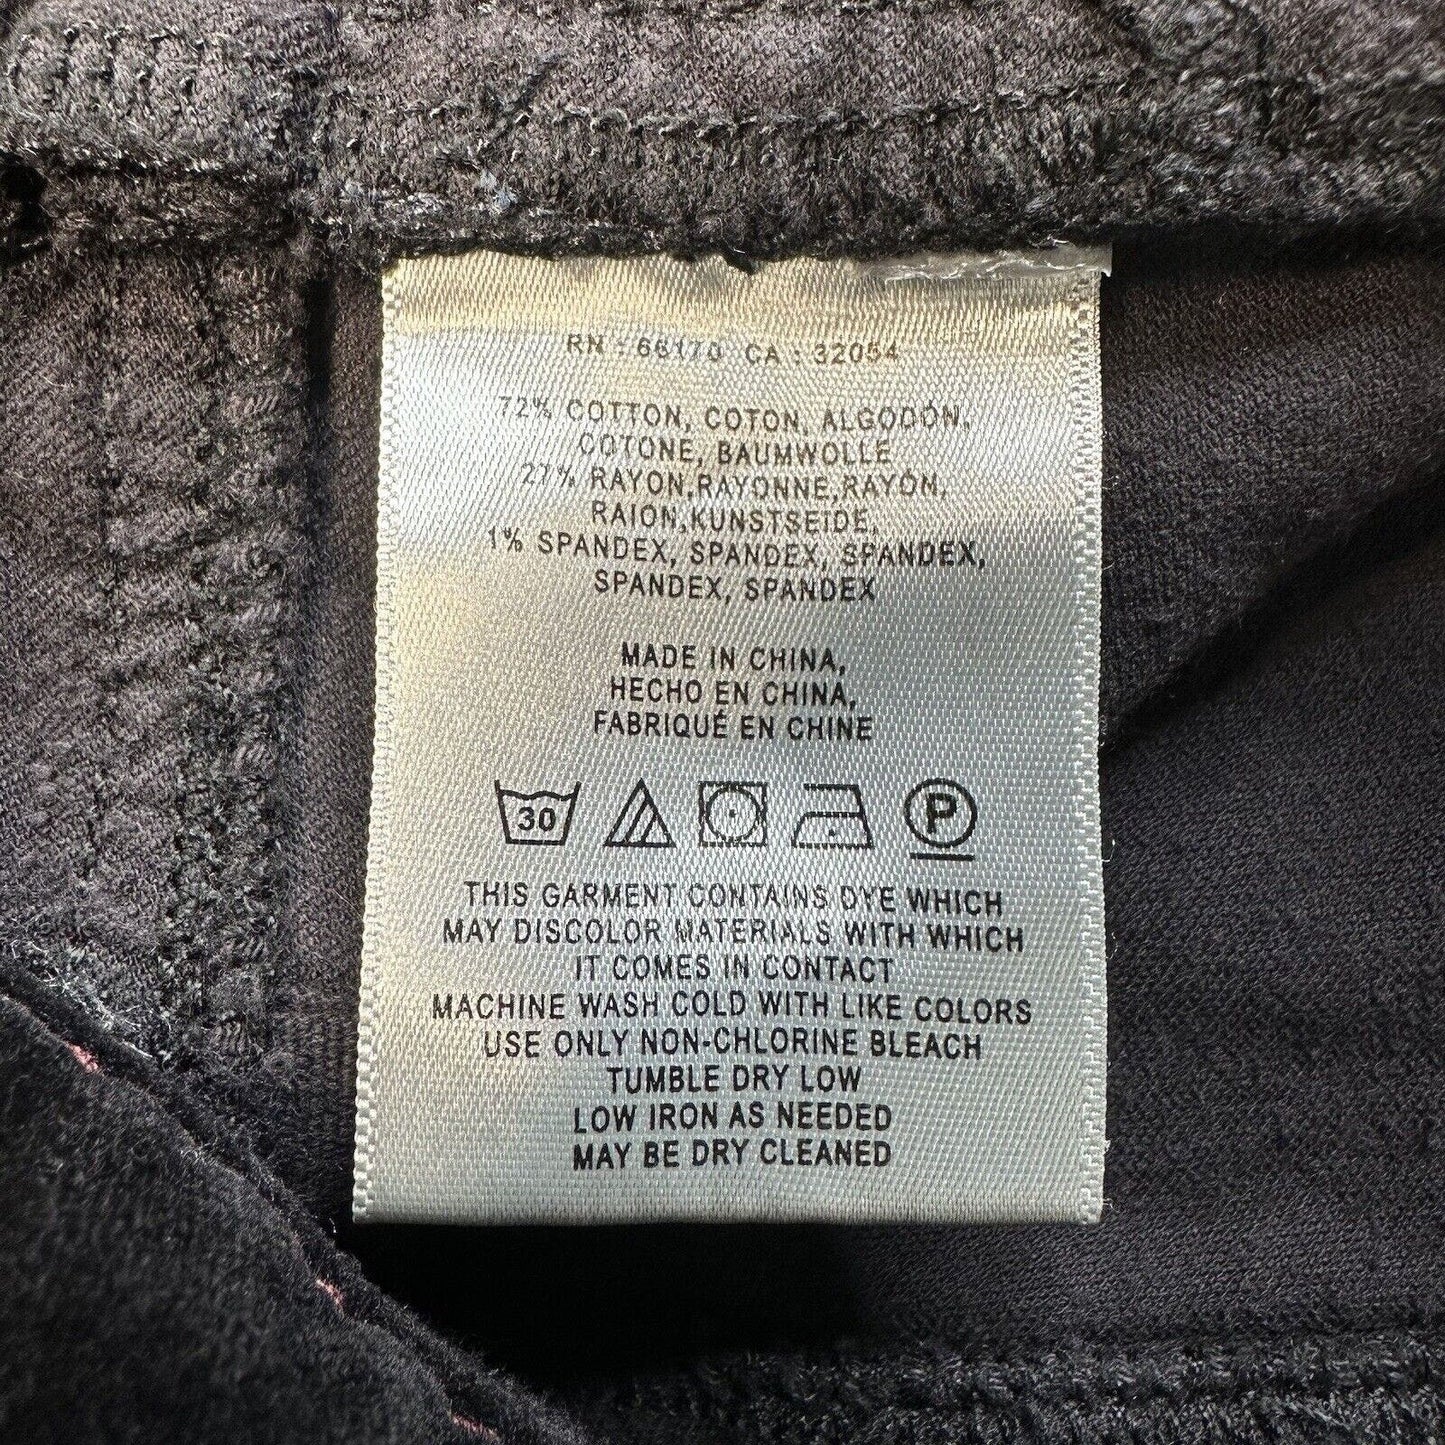 RN : 66170 CA : 32054
72% COTTON, COTON, ALGODÓN,
COTONE, BAUMWOLLE
27% RAYON,RAYONNE,RAYÓN,
RAION,KUNSTSEIDE,
1% SPANDEX, SPANDEX, SPANDEX,
SPANDEX, SPANDEX
MADE IN CHINA,
HECHO EN CHINA,
FABRIQUÉ EN CHINE
30 P
THIS GARMENT CONTAINS DYE WHICH
MAY DISCOLOR MATERIALS WITH WHICH
IT COMES IN CONTACT
MACHINE WASH COLD WITH LIKE COLORS
USE ONLY NON-CHLORINE BLEACH
TUMBLE DRY LOW
LOW IRON AS NEEDED
MAY BE DRY CLEANED